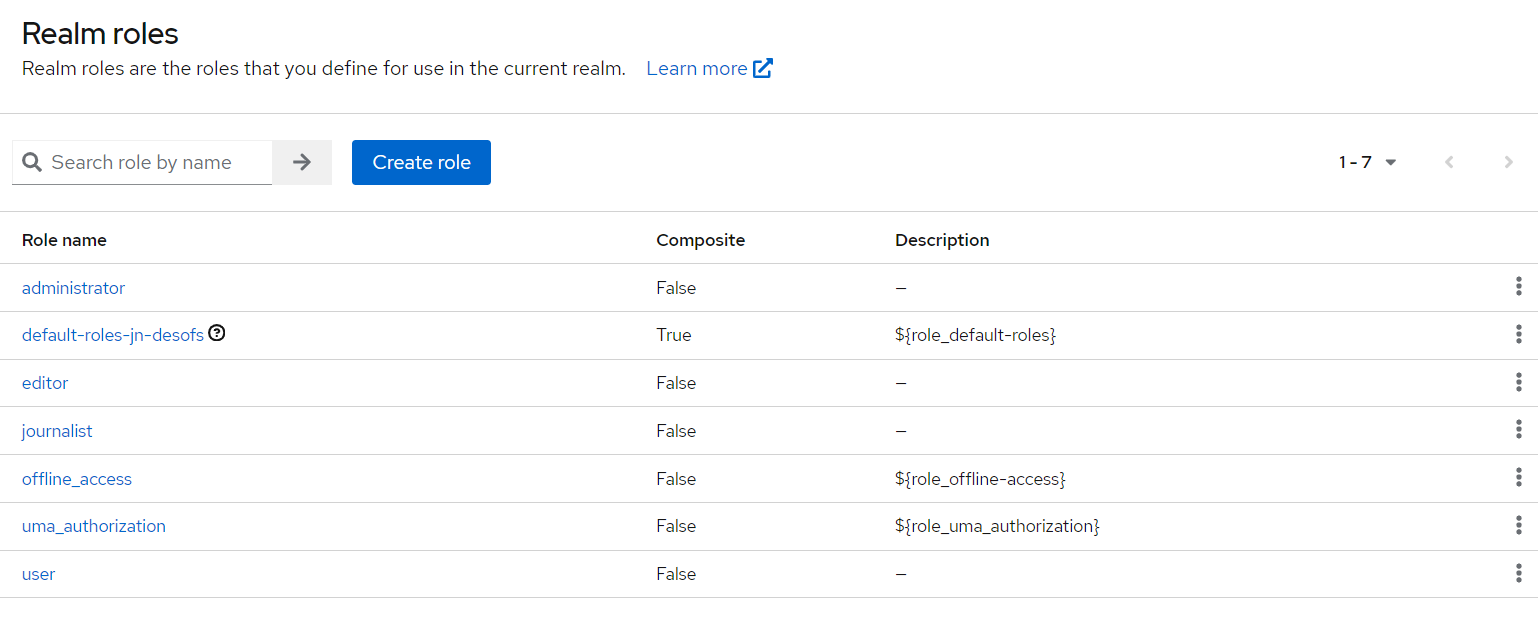 Realm roles
Realm roles are the roles that you define for use in the current realm. Learn more
Search role by name Create role 1 - 7
Role name Composite Description
administrator False –
default-roles-jn-desofs True ${role_default-roles}
editor False –
journalist False –
offline_access False ${role_offline-access}
uma_authorization False ${role_uma_authorization}
user False –